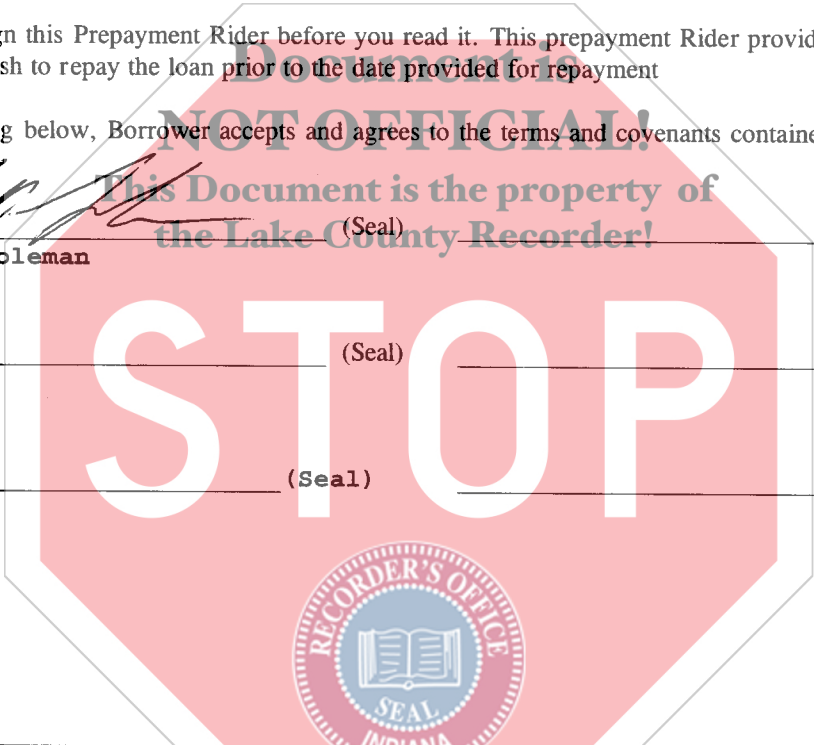 gn this Prepayment Rider before you read it. This prepayment Rider provid
sh to repay the loan prior to the date provided for repayment
Document is
NOT OFFICIAL!
g below, Borrower accepts and agrees to the terms and covenants containe
This Document is the property of
the Lake County Recorder!
(Seal)
oleman
STOP
(Seal)
(Seal)
RECORDER'S OFFICE
SEAL
INDIANA